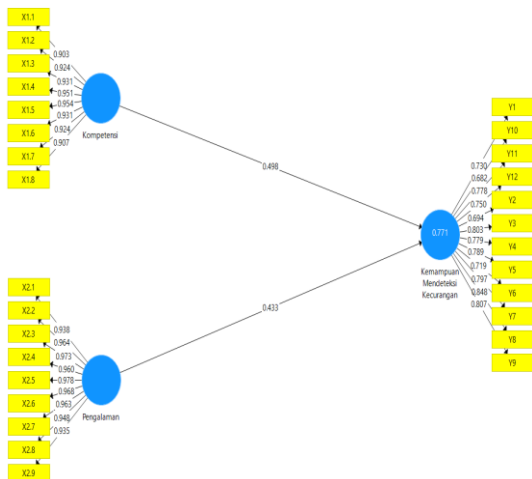 X1.1
X1.2
X1.3
X1.4
X1.5
X1.6
X1.7
X1.8
0.903
0.924
0.931
0.951
0.954
0.931
0.924
0.907
Kompetensi
0.498
X2.1
X2.2
X2.3
X2.4
X2.5
X2.6
X2.7
X2.8
X2.9
0.938
0.964
0.973
0.960
0.978
0.968
0.963
0.948
0.935
Pengalaman
0.433
0.771
Kemampuan
Mendeteksi
Kecurangan
0.730
0.682
0.778
0.750
0.694
0.803
0.779
0.789
0.719
0.797
0.848
0.807
Y1
Y10
Y11
Y12
Y2
Y3
Y4
Y5
Y6
Y7
Y8
Y9